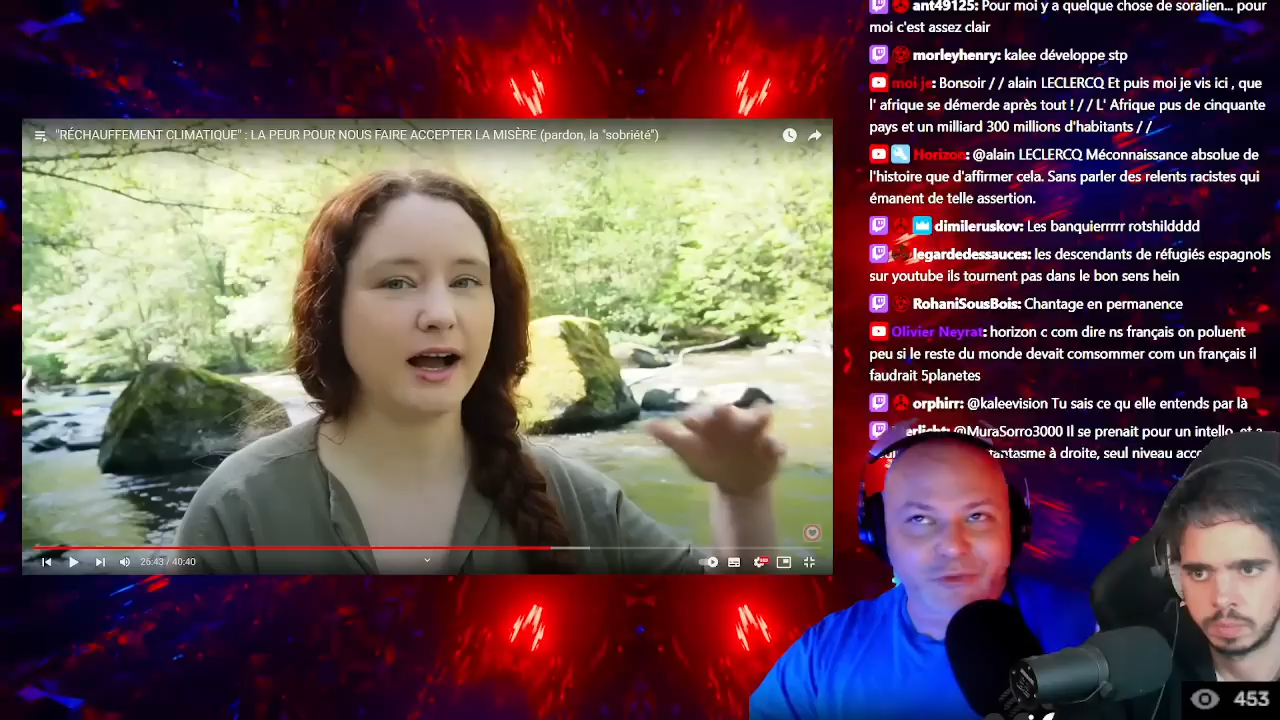 "RÉCHAUFFEMENT CLIMATIQUE" : LA PEUR POUR NOUS FAIRE ACCEPTER LA MISÈRE (pardon, la "sobriété")
26:43 / 40:40
ant49125: Pour moi y a quelque chose de soralien... pour
moi c'est assez clair
morleyhenry: kalee développe stp
moi je: Bonsoir / / alain LECLERCQ Et puis moi je vis ici , que
l' afrique se démerde après tout ! / / L' Afrique pus de cinquante
pays et un milliard 300 millions d'habitants / /
Horizon: @alain LECLERCQ Méconnaissance absolue de
l'histoire que d'affirmer cela. Sans parler des relents racistes qui
émanent de telle assertion.
dimileruskov: Les banquierrrrr rotshildddd
legardedessauces: les descendants de réfugiés espagnols
sur youtube ils tournent pas dans le bon sens hein
RohaniSousBois: Chantage en permanence
Olivier Neyrat: horizon c com dire ns français on poluent
peu si le reste du monde devait comsommer com un français il
faudrait 5planetes
orphirr: @kaleevision Tu sais ce qu elle entends par là
@MuraSorro3000 Il se prenait pour un intello, et a
à droite, seul niveau
453